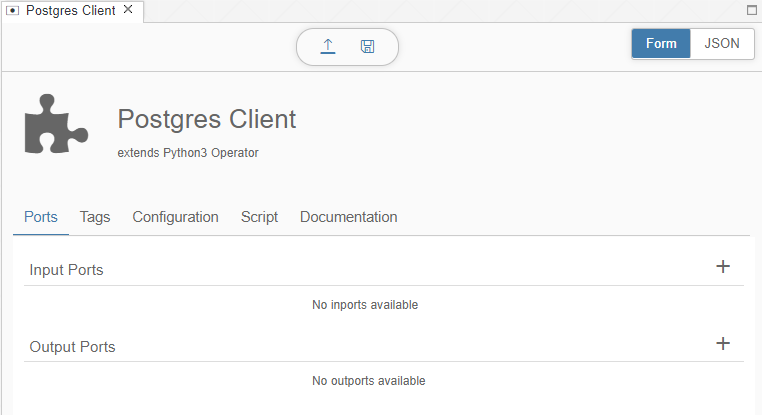 Postgres Client
Form JSON
Postgres Client
extends Python3 Operator
Ports Tags Configuration Script Documentation
Input Ports
No inports available
Output Ports
No outports available